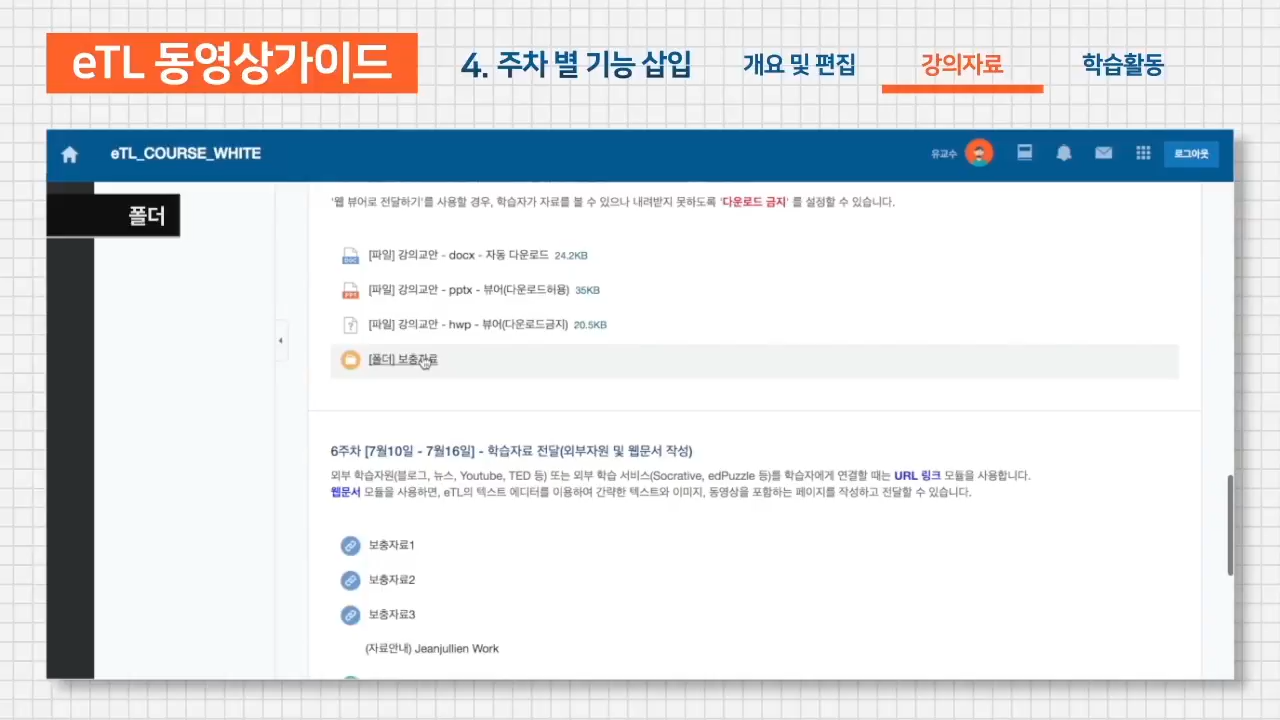 eTL 동영상가이드
4. 주차 별 기능 삽입
개요 및 편집
강의자료
학습활동
eTL_COURSE_WHITE
유교수
로그아웃
폴더
'웹 뷰어로 전달하기'를 사용할 경우, 학습자가 자료를 볼 수 있으나 내려받지 못하도록 '다운로드 금지' 를 설정할 수 있습니다.
DOC
[파일] 강의교안 - docx - 자동 다운로드 24.2KB
PPT
[파일] 강의교안 - pptx - 뷰어(다운로드허용) 35KB
?
[파일] 강의교안 - hwp - 뷰어(다운로드금지) 20.5KB
[폴더] 보충자료
6주차 [7월10일 - 7월16일] - 학습자료 전달(외부자원 및 웹문서 작성)
외부 학습자원(블로그, 뉴스, Youtube, TED 등) 또는 외부 학습 서비스(Socrative, edPuzzle 등)를 학습자에게 연결할 때는 URL 링크 모듈을 사용합니다.
웹문서 모듈을 사용하면, eTL의 텍스트 에디터를 이용하여 간략한 텍스트와 이미지, 동영상을 포함하는 페이지를 작성하고 전달할 수 있습니다.
보충자료1
보충자료2
보충자료3
(자료안내) Jeanjullien Work